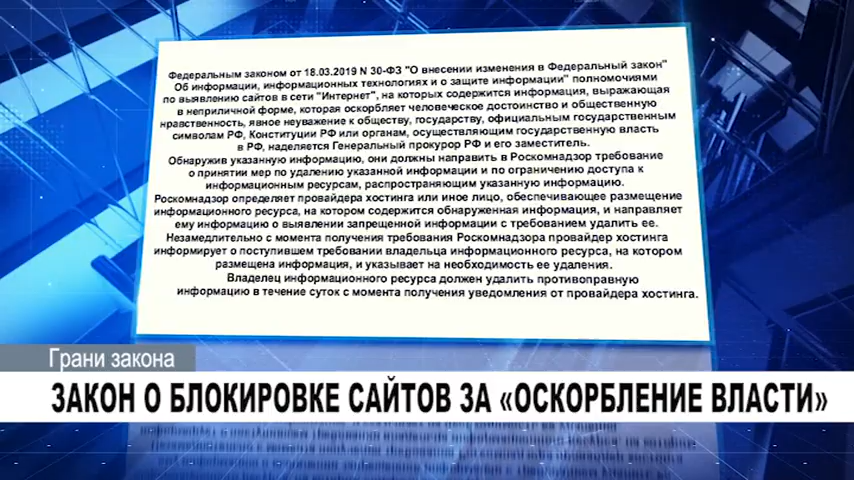 Федеральным законом от 18.03.2019 N 30-ФЗ "О внесении изменения в Федеральный закон"
Об информации, информационных технологиях и о защите информации" полномочиями
по выявлению сайтов в сети "Интернет", на которых содержится информация, выражающая
в неприличной форме, которая оскорбляет человеческое достоинство и общественную
нравственность, явное неуважение к обществу, государству, официальным государственным
символам РФ, Конституции РФ или органам, осуществляющим государственную власть
в РФ, наделяется Генеральный прокурор РФ и его заместитель.
Обнаружив указанную информацию, они должны направить в Роскомнадзор требование
о принятии мер по удалению указанной информации и по ограничению доступа к
информационным ресурсам, распространяющим указанную информацию.
Роскомнадзор определяет провайдера хостинга или иное лицо, обеспечивающее размещение
информационного ресурса, на котором содержится обнаруженная информация, и направляет
ему информацию о выявлении запрещенной информации с требованием удалить ее.
Незамедлительно с момента получения требования Роскомнадзора провайдер хостинга
информирует о поступившем требовании владельца информационного ресурса, на котором
размещена информация, и указывает на необходимость ее удаления.
Владелец информационного ресурса должен удалить противоправную
информацию в течение суток с момента получения уведомления от провайдера хостинга.
Грани закона
ЗАКОН О БЛОКИРОВКЕ САЙТОВ ЗА «ОСКОРБЛЕНИЕ ВЛАСТИ»